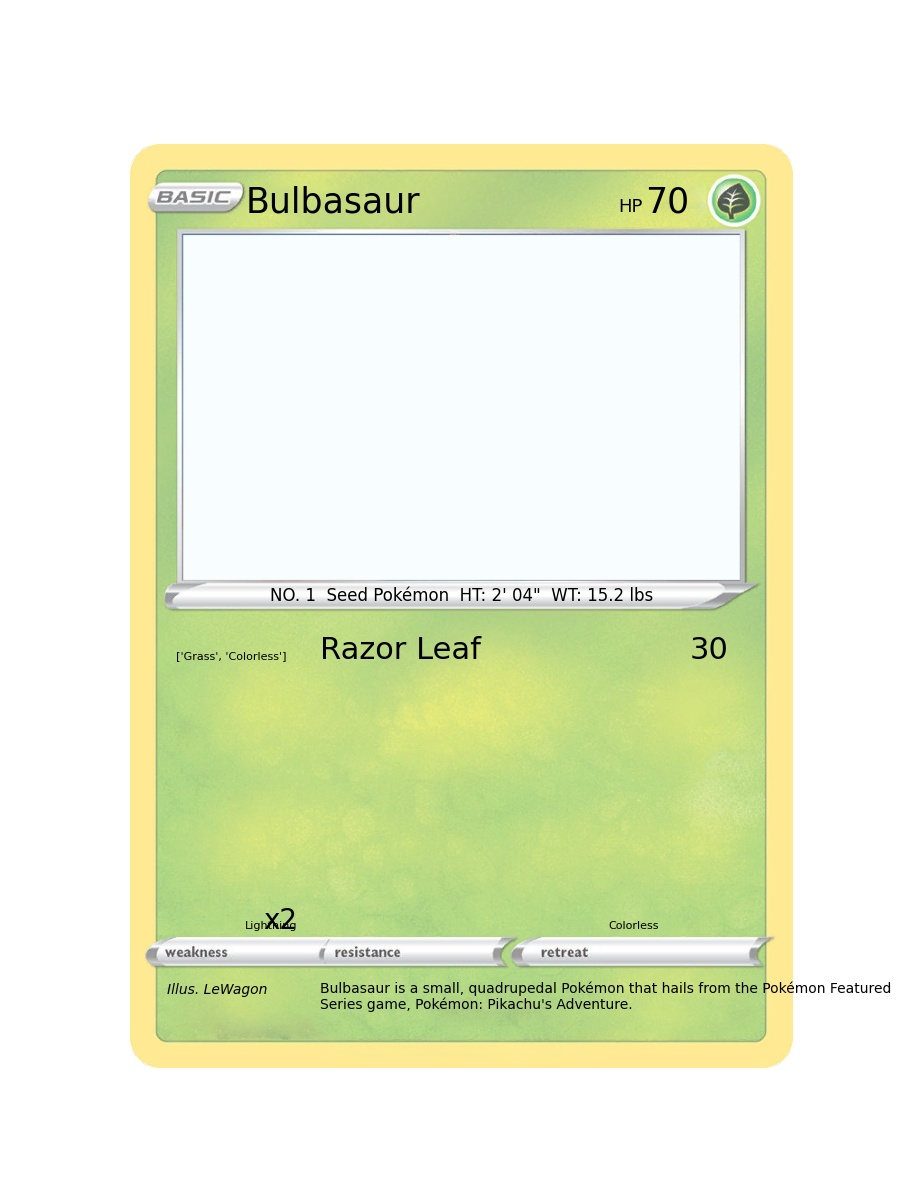 BASIC Bulbasaur HP 70
NO. 1 Seed Pokémon HT: 2' 04" WT: 15.2 lbs
['Grass', 'Colorless'] Razor Leaf 30
Lightning x2 Colorless
weakness resistance retreat
Illus. LeWagon
Bulbasaur is a small, quadrupedal Pokémon that hails from the Pokémon Featured
Series game, Pokémon: Pikachu's Adventure.